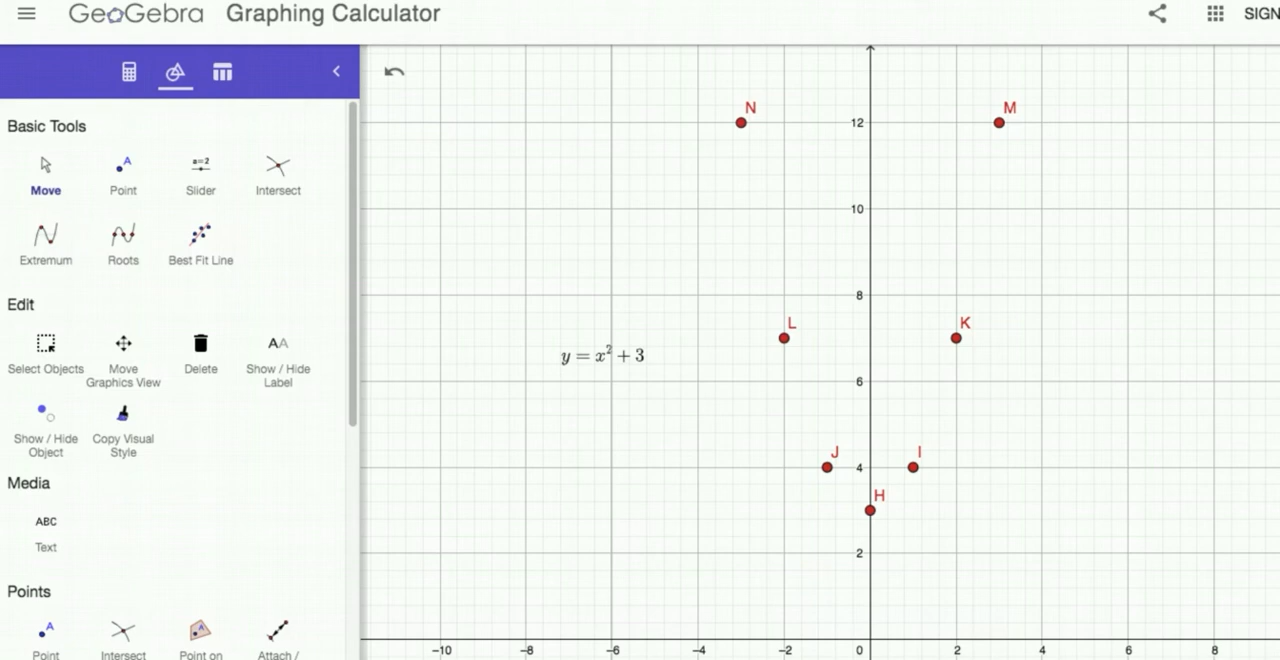 GeoGebra Graphing Calculator
SIGN
Basic Tools
a=2
Move Point Slider Intersect
Extremum Roots Best Fit Line
Edit
AA
Select Objects Move Graphics View Delete Show / Hide Label
Show / Hide Object Copy Visual Style
Media
ABC
Text
Points
A
Point Intersect Point on Attach /
N M
12
10
8
L K
y = x² + 3
6
J I
4
H
2
−10 −8 −6 −4 −2 0 2 4 6 8